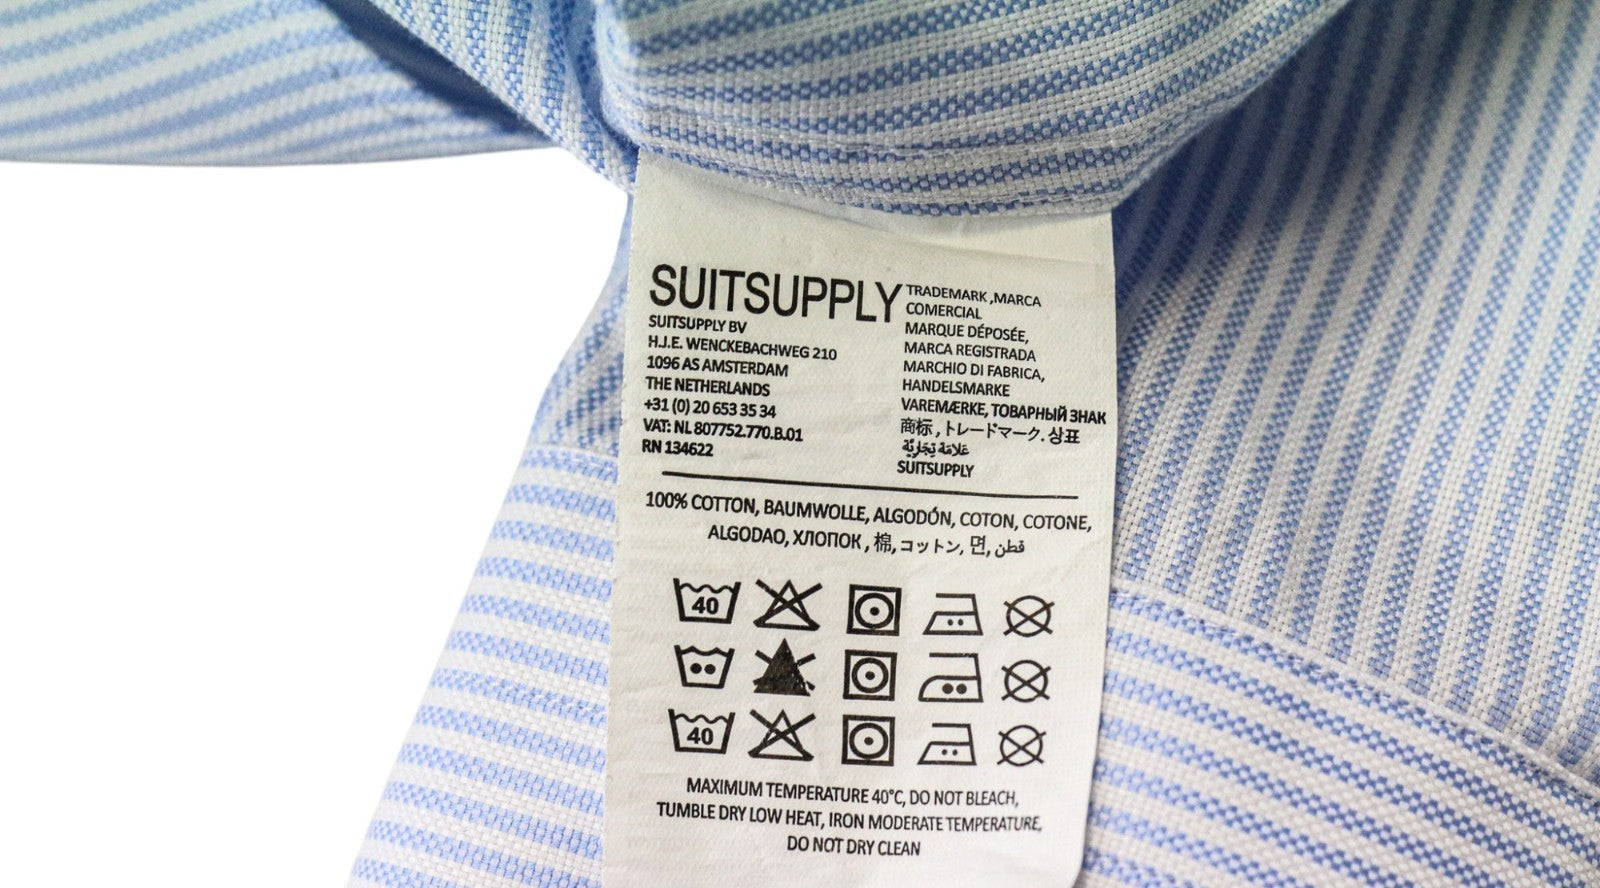 SUITSUPPLY
SUITSUPPLY BV
H.J.E. WENCKEBACHWEG 210
1096 AS AMSTERDAM
THE NETHERLANDS
+31 (0) 20 653 35 34
VAT: NL 807752.770.B.01
RN 134622
TRADEMARK ,MARCA
COMERCIAL
MARQUE DÉPOSÉE,
MARCA REGISTRADA
MARCHIO DI FABRICA,
HANDELSMARKE
VAREMÆRKE, ТОВАРНЫЙ ЗНАК
商标 , トレードマーク. 상표
عَلامَة تِجَارِيَّة
SUITSUPPLY
100% COTTON, BAUMWOLLE, ALGODÓN, COTON, COTONE,
ALGODAO, ХЛОПОК , 棉, コットン, 면, قطن
40
40
MAXIMUM TEMPERATURE 40°C, DO NOT BLEACH,
TUMBLE DRY LOW HEAT, IRON MODERATE TEMPERATURE,
DO NOT DRY CLEAN